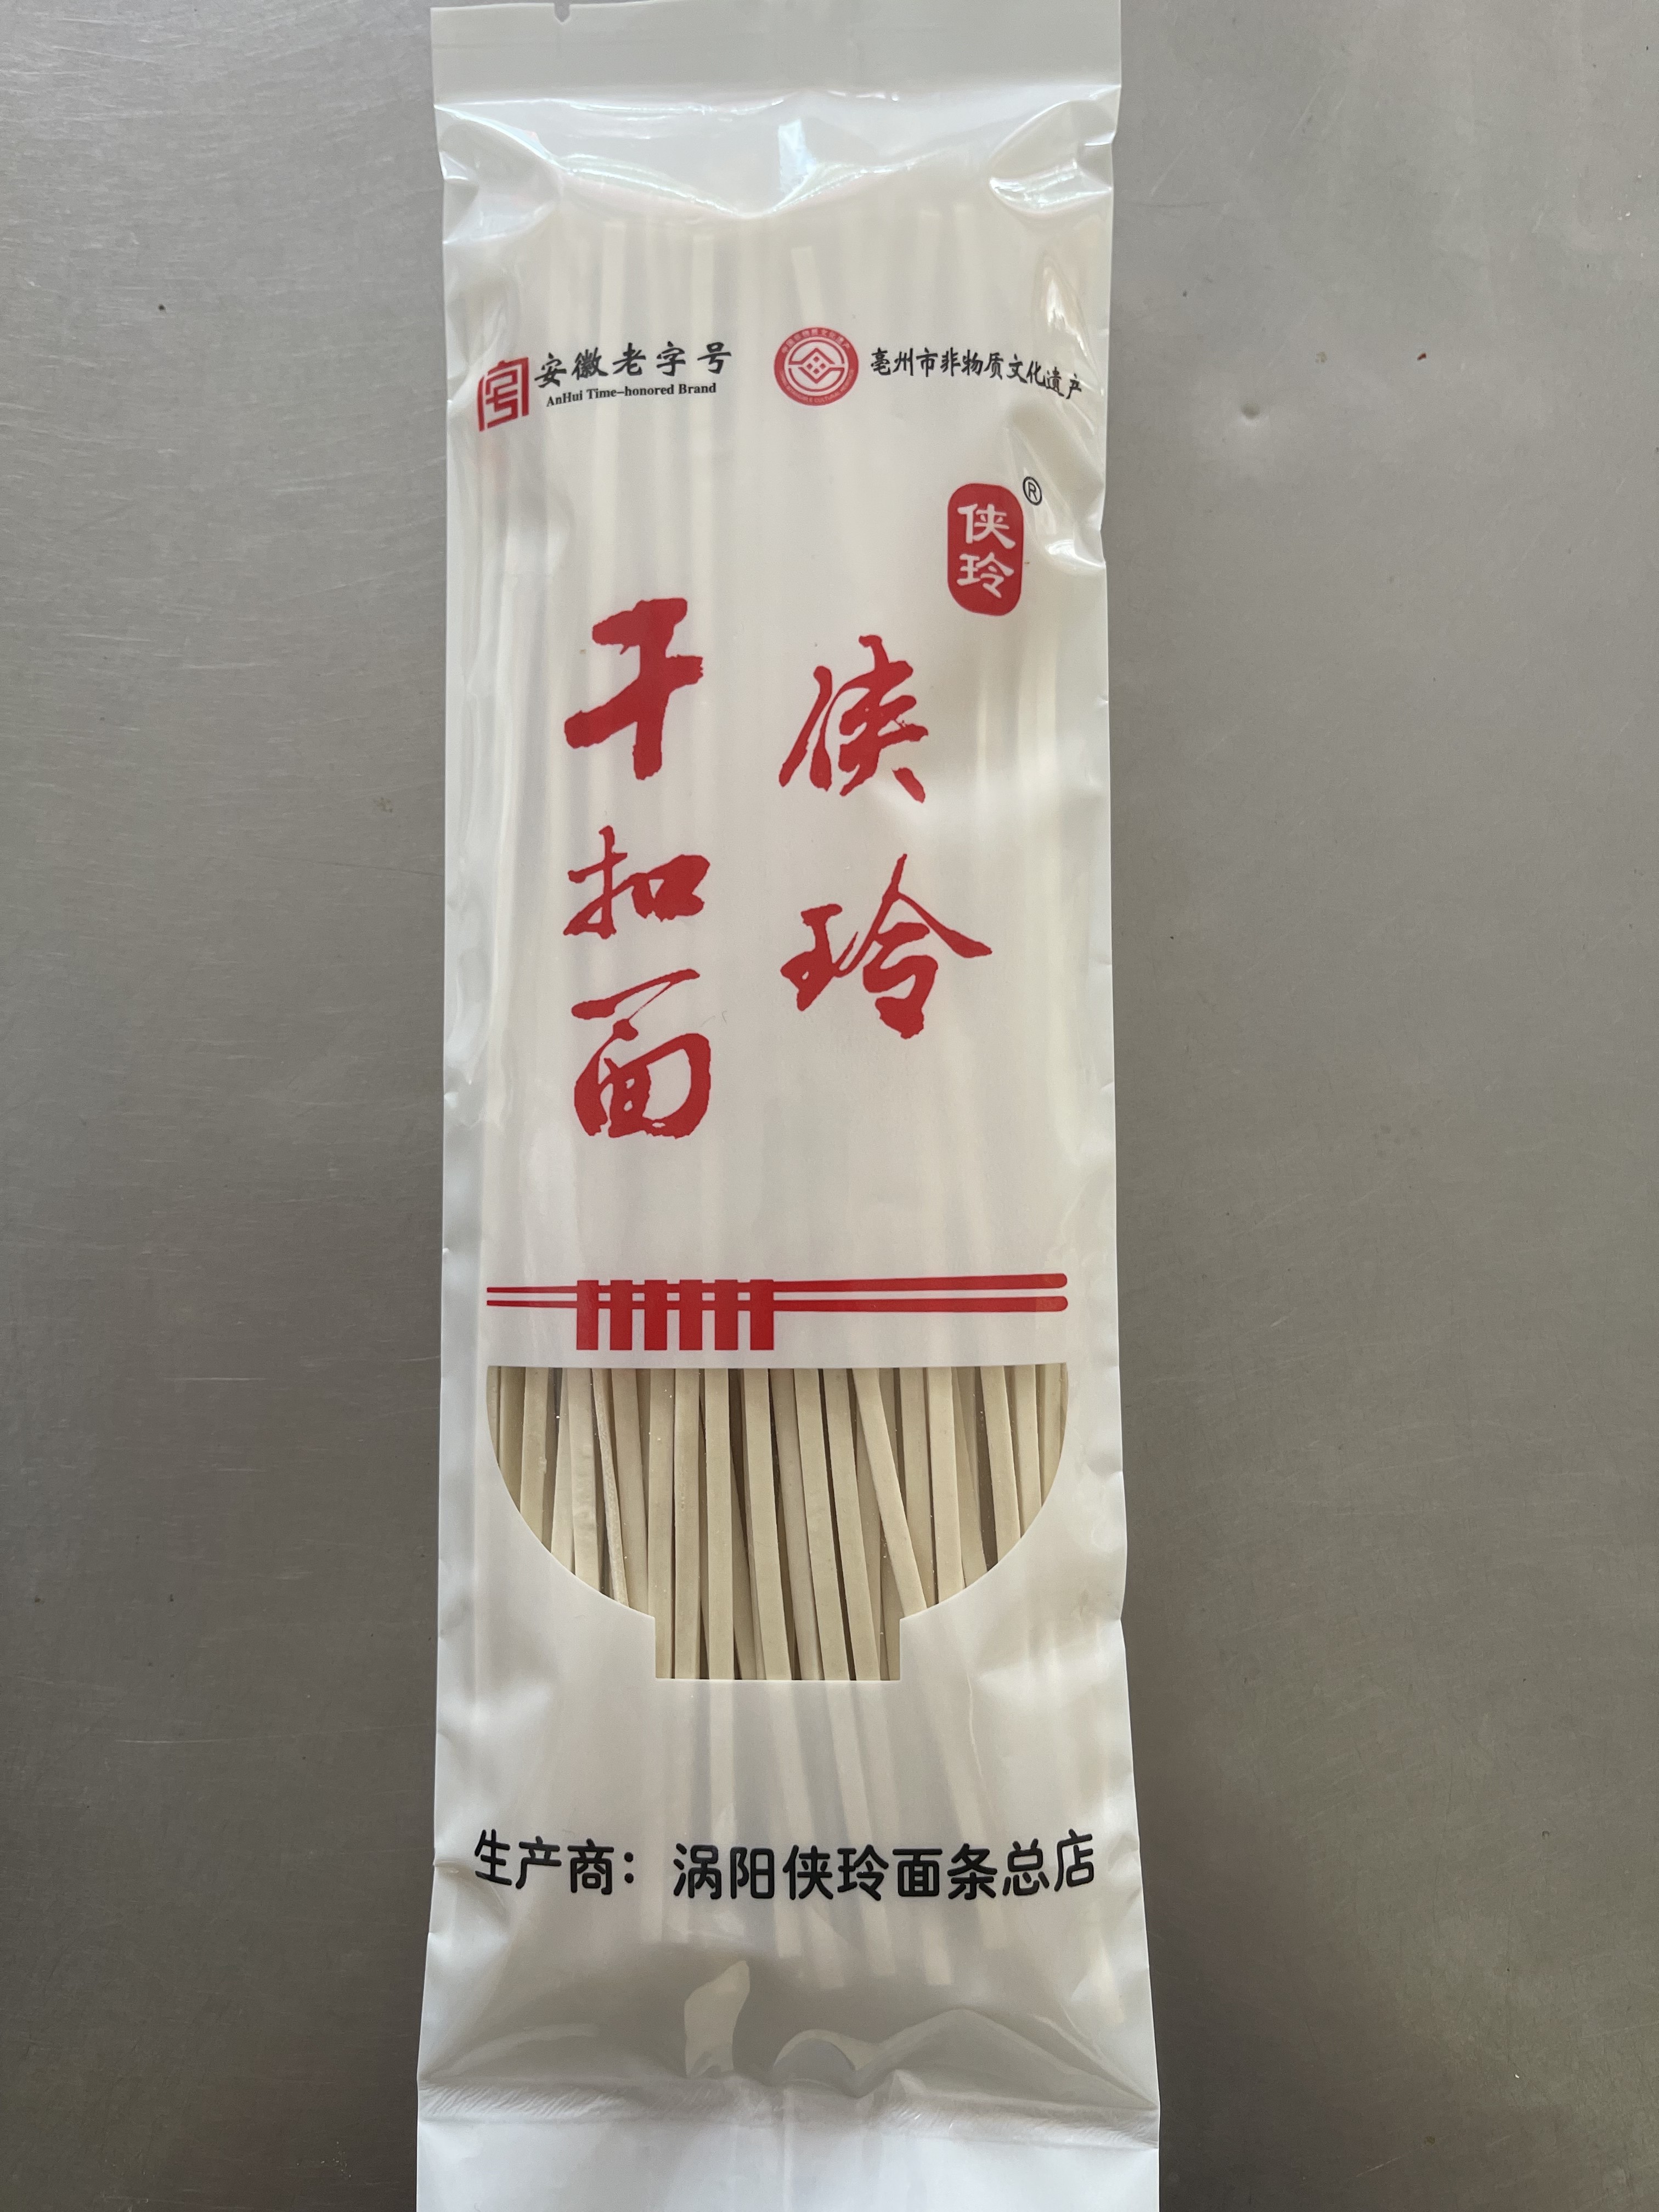 安徽老字号
AnHui Time-honored Brand
亳州市非物质文化遗产
侠玲®
侠玲
干扣面
生产商：涡阳侠玲面条总店